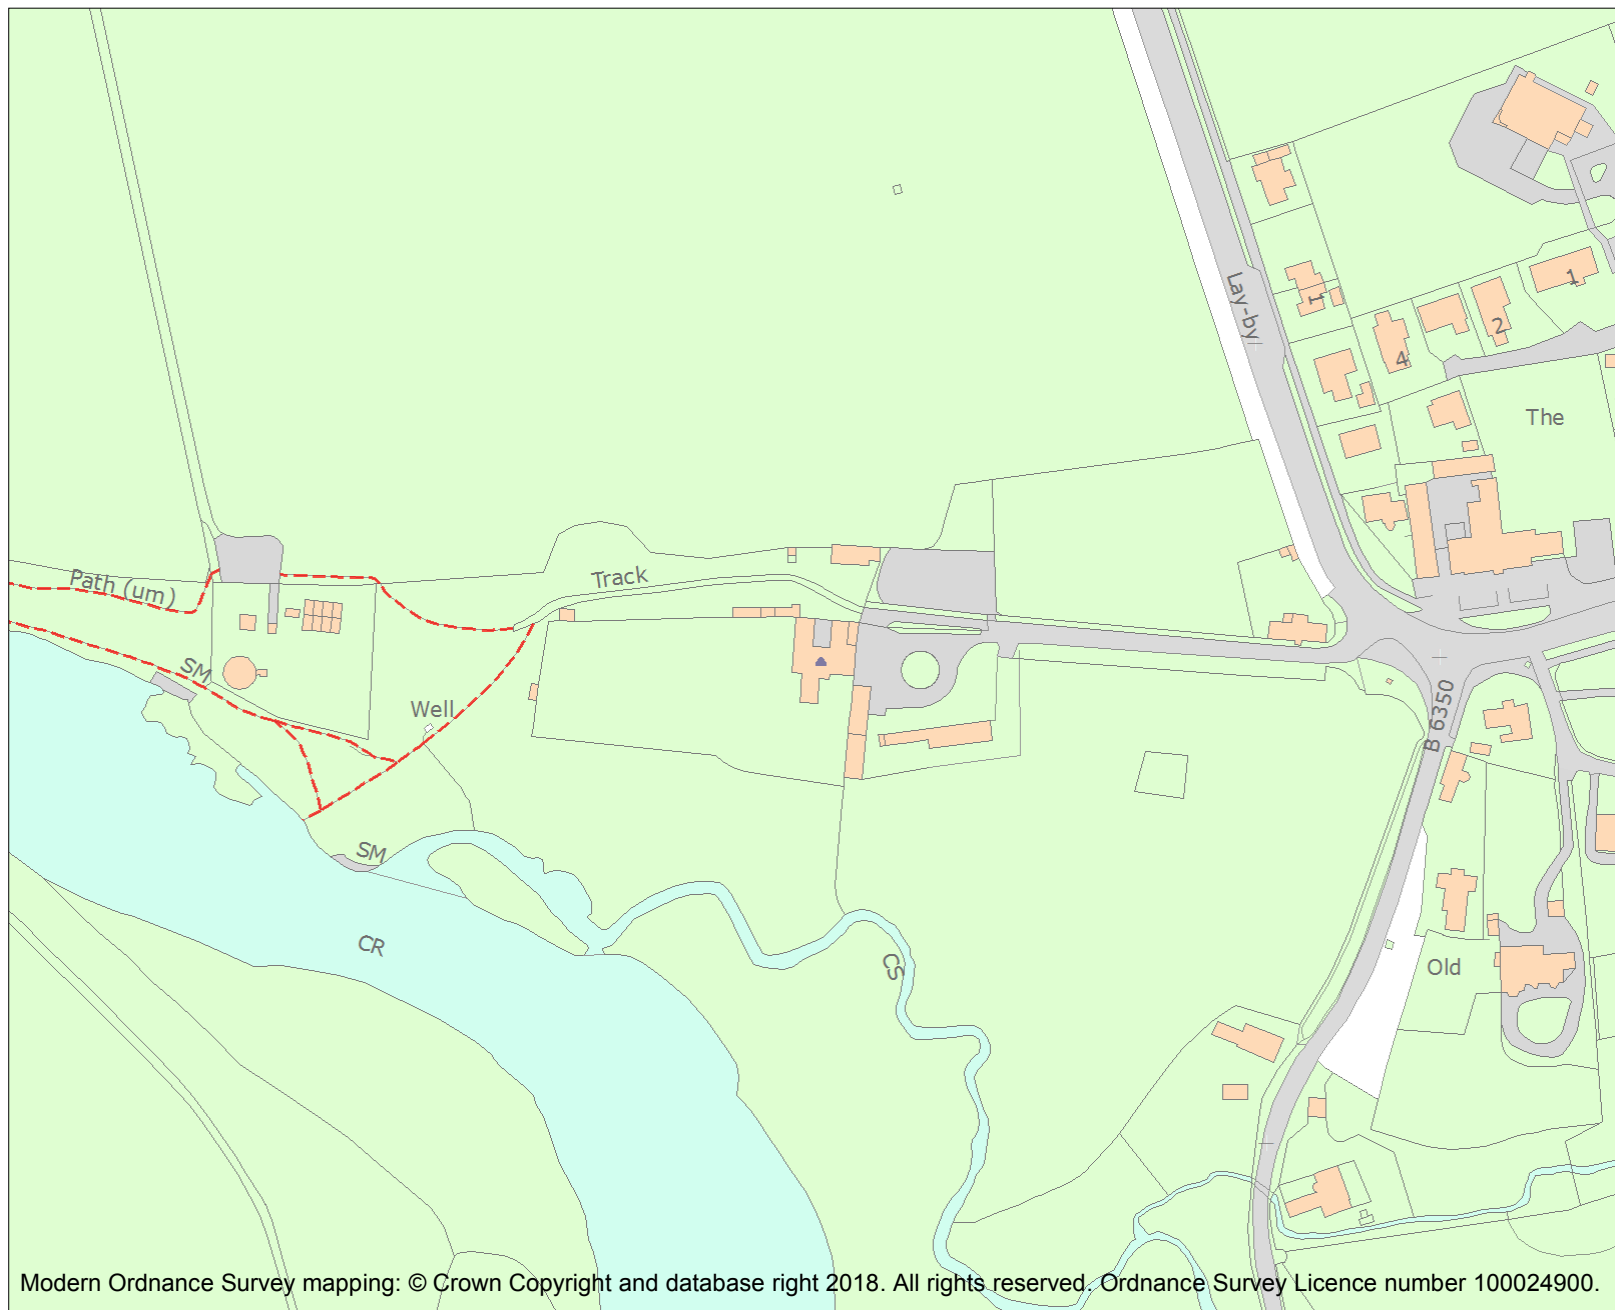 Lay-by
1
1
2
4
The
Path (um)
Track
SM
Well
B 6350
SM
CR
CS
Old
Modern Ordnance Survey mapping: © Crown Copyright and database right 2018. All rights reserved. Ordnance Survey Licence number 100024900.